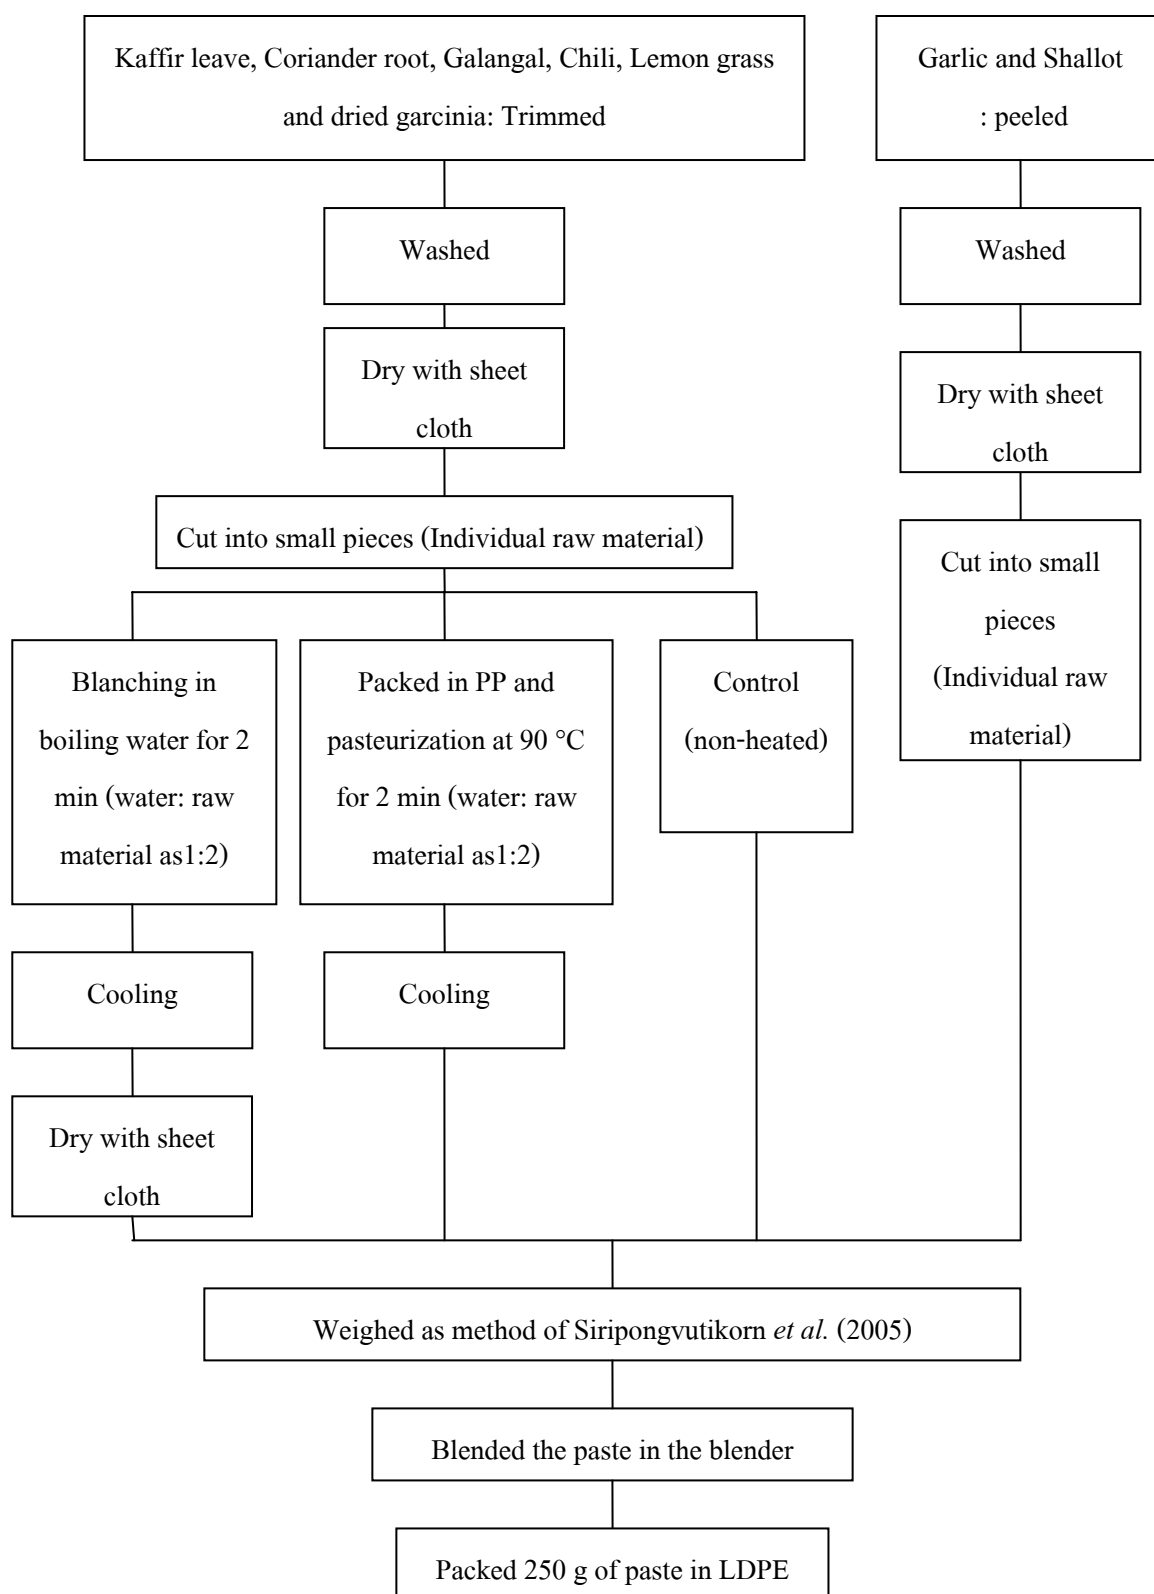 Kaffir leave, Coriander root, Galangal, Chili, Lemon grass
and dried garcinia: Trimmed
Garlic and Shallot
: peeled
Washed
Washed
Dry with sheet
cloth
Dry with sheet
cloth
Cut into small pieces (Individual raw material)
Cut into small
pieces
(Individual raw
material)
Blanching in
boiling water for 2
min (water: raw
material as1:2)
Packed in PP and
pasteurization at 90 °C
for 2 min (water: raw
material as1:2)
Control
(non-heated)
Cooling
Cooling
Dry with sheet
cloth
Weighed as method of Siripongvutikorn et al. (2005)
Blended the paste in the blender
Packed 250 g of paste in LDPE